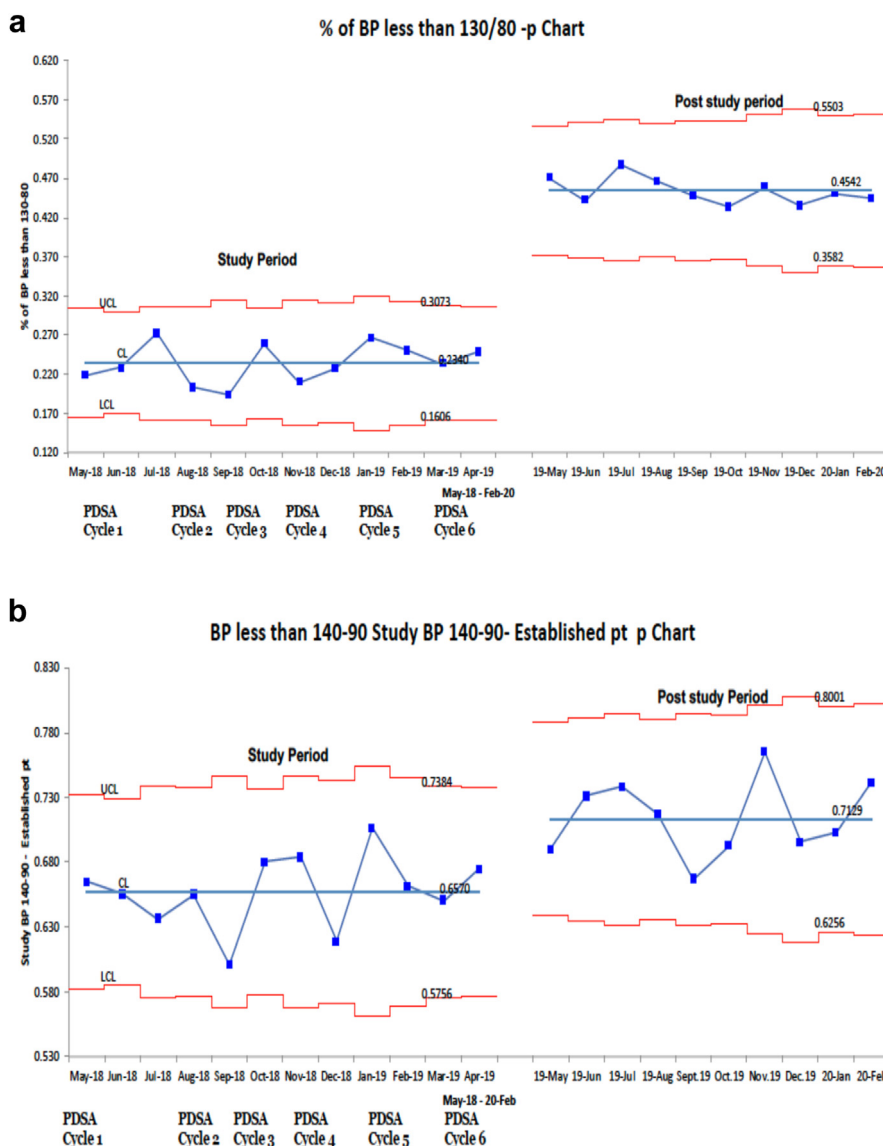 a
% of BP less than 130/80 -p Chart
% of BP less than 130-80
0.620
0.570
0.520
0.470
0.420
0.370
0.320
0.270
0.220
0.170
0.120
Study Period
Post study period
UCL
CL
LCL
0.3073
0.2340
0.1606
0.5503
0.4542
0.3582
May-18 Jun-18 Jul-18 Aug-18 Sep-18 Oct-18 Nov-18 Dec-18 Jan-19 Feb-19 Mar-19 Apr-19 19-May 19-Jun 19-Jul 19-Aug 19-Sep 19-Oct 19-Nov 19-Dec 20-Jan Feb-20
May-18 - Feb-20
PDSA PDSA PDSA PDSA PDSA PDSA
Cycle 1 Cycle 2 Cycle 3 Cycle 4 Cycle 5 Cycle 6
b
BP less than 140-90 Study BP 140-90- Established pt p Chart
Study BP 140-90 - Established pt
0.830
0.780
0.730
0.680
0.630
0.580
0.530
Study Period
Post study Period
UCL
CL
LCL
0.7384
0.6570
0.5756
0.8001
0.7129
0.6256
May-18 Jun-18 Jul-18 Aug-18 Sep-18 Oct-18 Nov-18 Dec-18 Jan-19 Feb-19 Mar-19 Apr-19 19-May 19-Jun 19-Jul 19-Aug Sept.19 Oct.19 Nov.19 Dec.19 20-Jan 20-Feb
May-18 - 20-Feb
PDSA PDSA PDSA PDSA PDSA PDSA
Cycle 1 Cycle 2 Cycle 3 Cycle 4 Cycle 5 Cycle 6